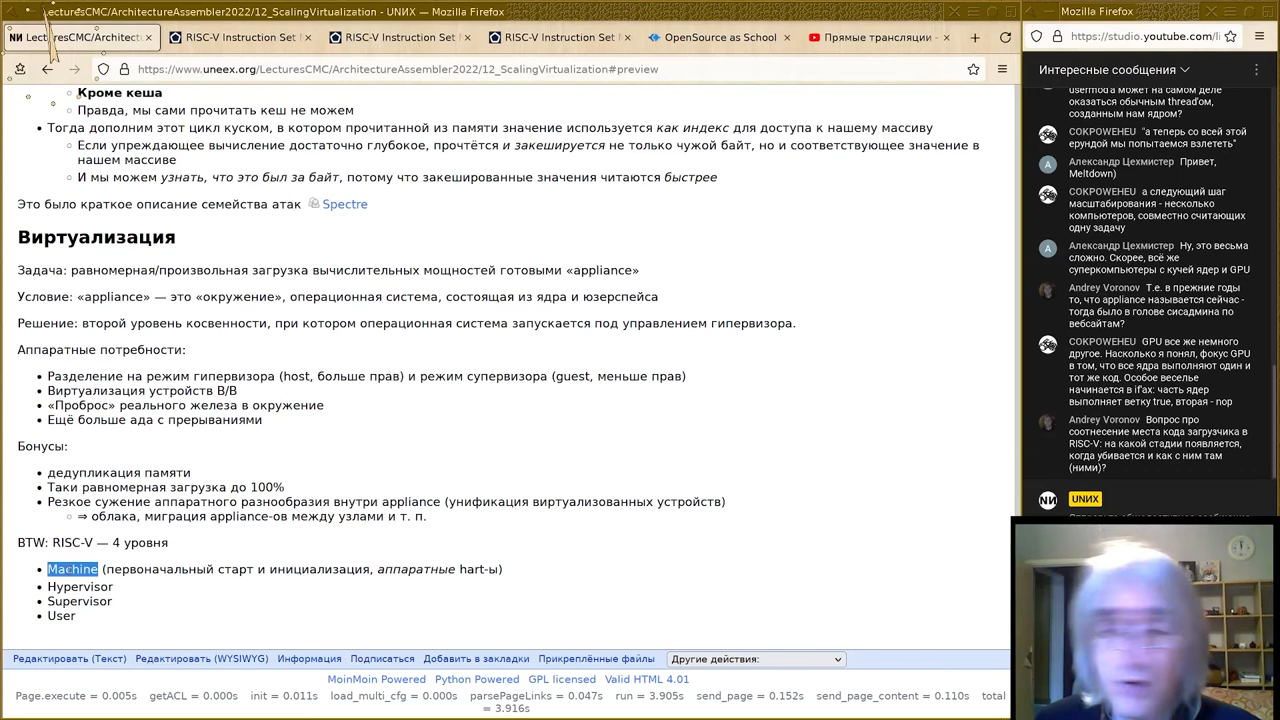 LecturesCMC/ArchitectureAssembler2022/12_ScalingVirtualization - UNИX — Mozilla Firefox
Mozilla Firefox
LecturesCMC/Architectu
RISC-V Instruction Set M
RISC-V Instruction Set M
RISC-V Instruction Set M
OpenSource as School
Прямые трансляции -
https://studio.youtube.com/li
https://www.uneex.org/LecturesCMC/ArchitectureAssembler2022/12_ScalingVirtualization#preview
Кроме кеша
Правда, мы сами прочитать кеш не можем
Тогда дополним этот цикл куском, в котором прочитанной из памяти значение используется как индекс для доступа к нашему массиву
Если упреждающее вычисление достаточно глубокое, прочтётся и закешируется не только чужой байт, но и соответствующее значение в
нашем массиве
И мы можем узнать, что это был за байт, потому что закешированные значения читаются быстрее
Это было краткое описание семейства атак Spectre
Виртуализация
Задача: равномерная/произвольная загрузка вычислительных мощностей готовыми «appliance»
Условие: «appliance» — это «окружение», операционная система, состоящая из ядра и юзерспейса
Решение: второй уровень косвенности, при котором операционная система запускается под управлением гипервизора.
Аппаратные потребности:
Разделение на режим гипервизора (host, больше прав) и режим супервизора (guest, меньше прав)
Виртуализация устройств В/В
«Проброс» реального железа в окружение
Ещё больше ада с прерываниями
Бонусы:
дедупликация памяти
Таки равномерная загрузка до 100%
Резкое сужение аппаратного разнообразия внутри appliance (унификация виртуализованных устройств)
⇒ облака, миграция appliance-ов между узлами и т. п.
BTW: RISC-V — 4 уровня
Machine (первоначальный старт и инициализация, аппаратные hart-ы)
Hypervisor
Supervisor
User
Редактировать (Текст) Редактировать (WYSIWYG) Информация Подписаться Добавить в закладки Прикреплённые файлы Другие действия:
MoinMoin Powered Python Powered GPL licensed Valid HTML 4.01
Page.execute = 0.005s getACL = 0.000s init = 0.011s load_multi_cfg = 0.000s parsePageLinks = 0.047s run = 3.905s send_page = 0.152s send_page_content = 0.110s total
= 3.916s
Интересные сообщения
usermod'а может на самом деле
оказаться обычным thread'ом,
созданным нам ядром?
COKPOWEHEU "а теперь со всей этой
ерундой мы попытаемся взлететь"
Александр Цехмистер Привет,
Meltdown)
COKPOWEHEU а следующий шаг
масштабирования - несколько
компьютеров, совместно считающих
одну задачу
Александр Цехмистер Ну, это весьма
сложно. Скорее, всё же
суперкомпьютеры с кучей ядер и GPU
Andrey Voronov Т.е. в прежние годы
то, что appliance называется сейчас -
тогда было в голове сисадмина по
вебсайтам?
COKPOWEHEU GPU все же немного
другое. Насколько я понял, фокус GPU
в том, что все ядра выполняют один и
тот же код. Особое веселье
начинается в if'ах: часть ядер
выполняет ветку true, вторая - nop
Andrey Voronov Вопрос про
соотнесение места кода загрузчика в
RISC-V: на какой стадии появляется,
когда убивается и как с ним там
(ними)?
UNИX